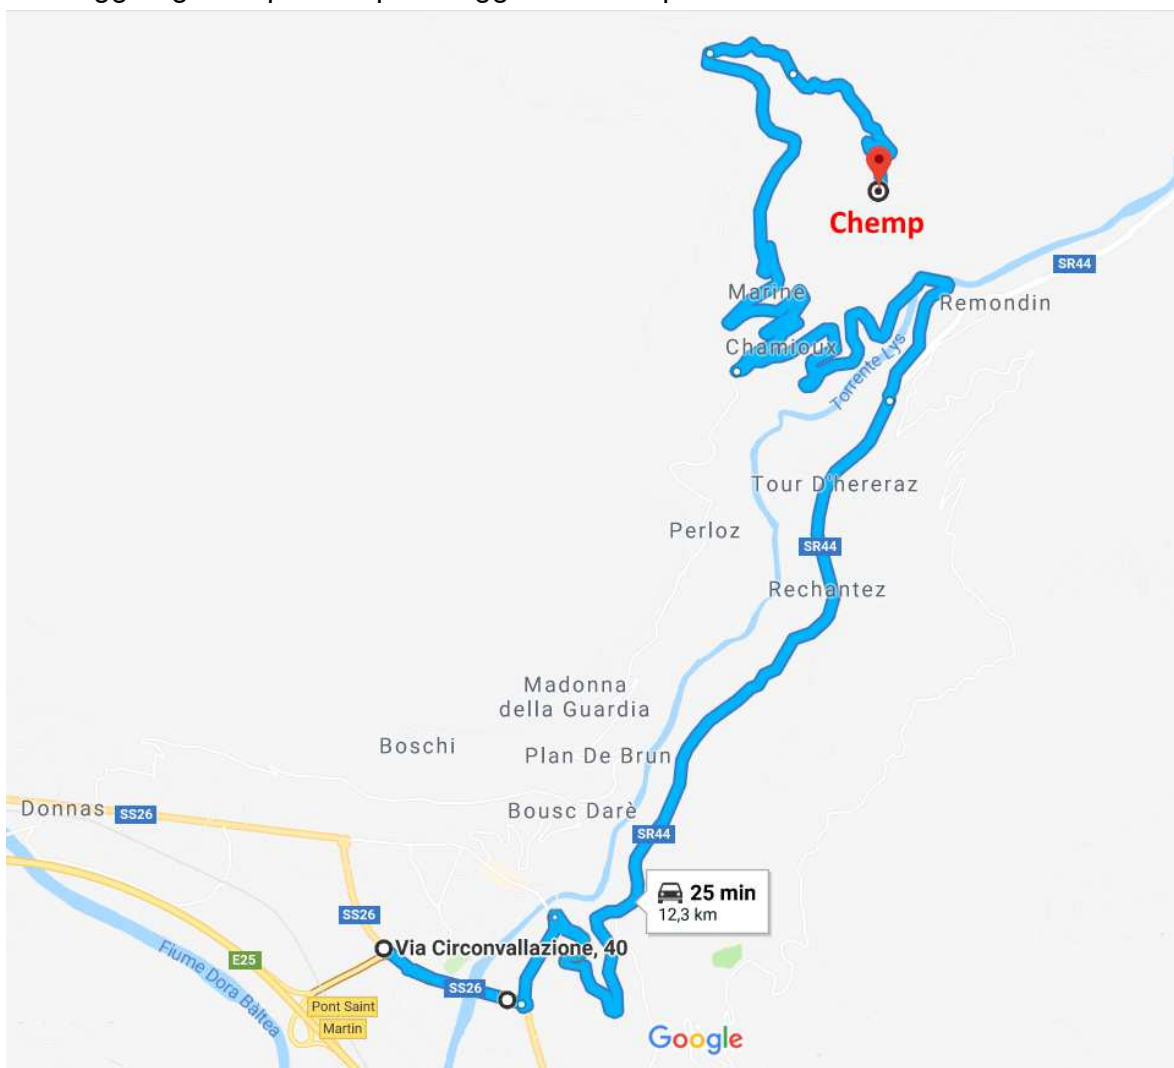 Chemp
SR44
Marine
Remondin
Chamioux
Torrente Lys
Tour D'hereraz
Perloz
SR44
Rechantez
Madonna
della Guardia
Boschi
Plan De Brun
Donnas
SS26
Bousc Darè
SR44
25 min
12,3 km
SS26
Via Circonvallazione, 40
E25
Fiume Dora Bàltea
SS26
Pont Saint
Martin
Google